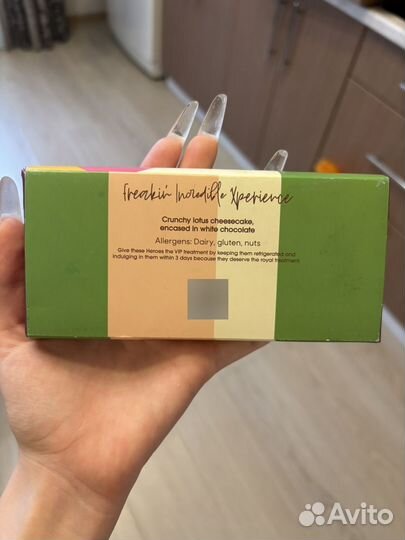 Freakin' Incredible Xperience
Crunchy lotus cheesecake,
encased in white chocolate
Allergens: Dairy, gluten, nuts
Give these Heroes the VIP treatment by keeping them refrigerated and
indulging in them within 3 days because they deserve the royal treatment
Avito